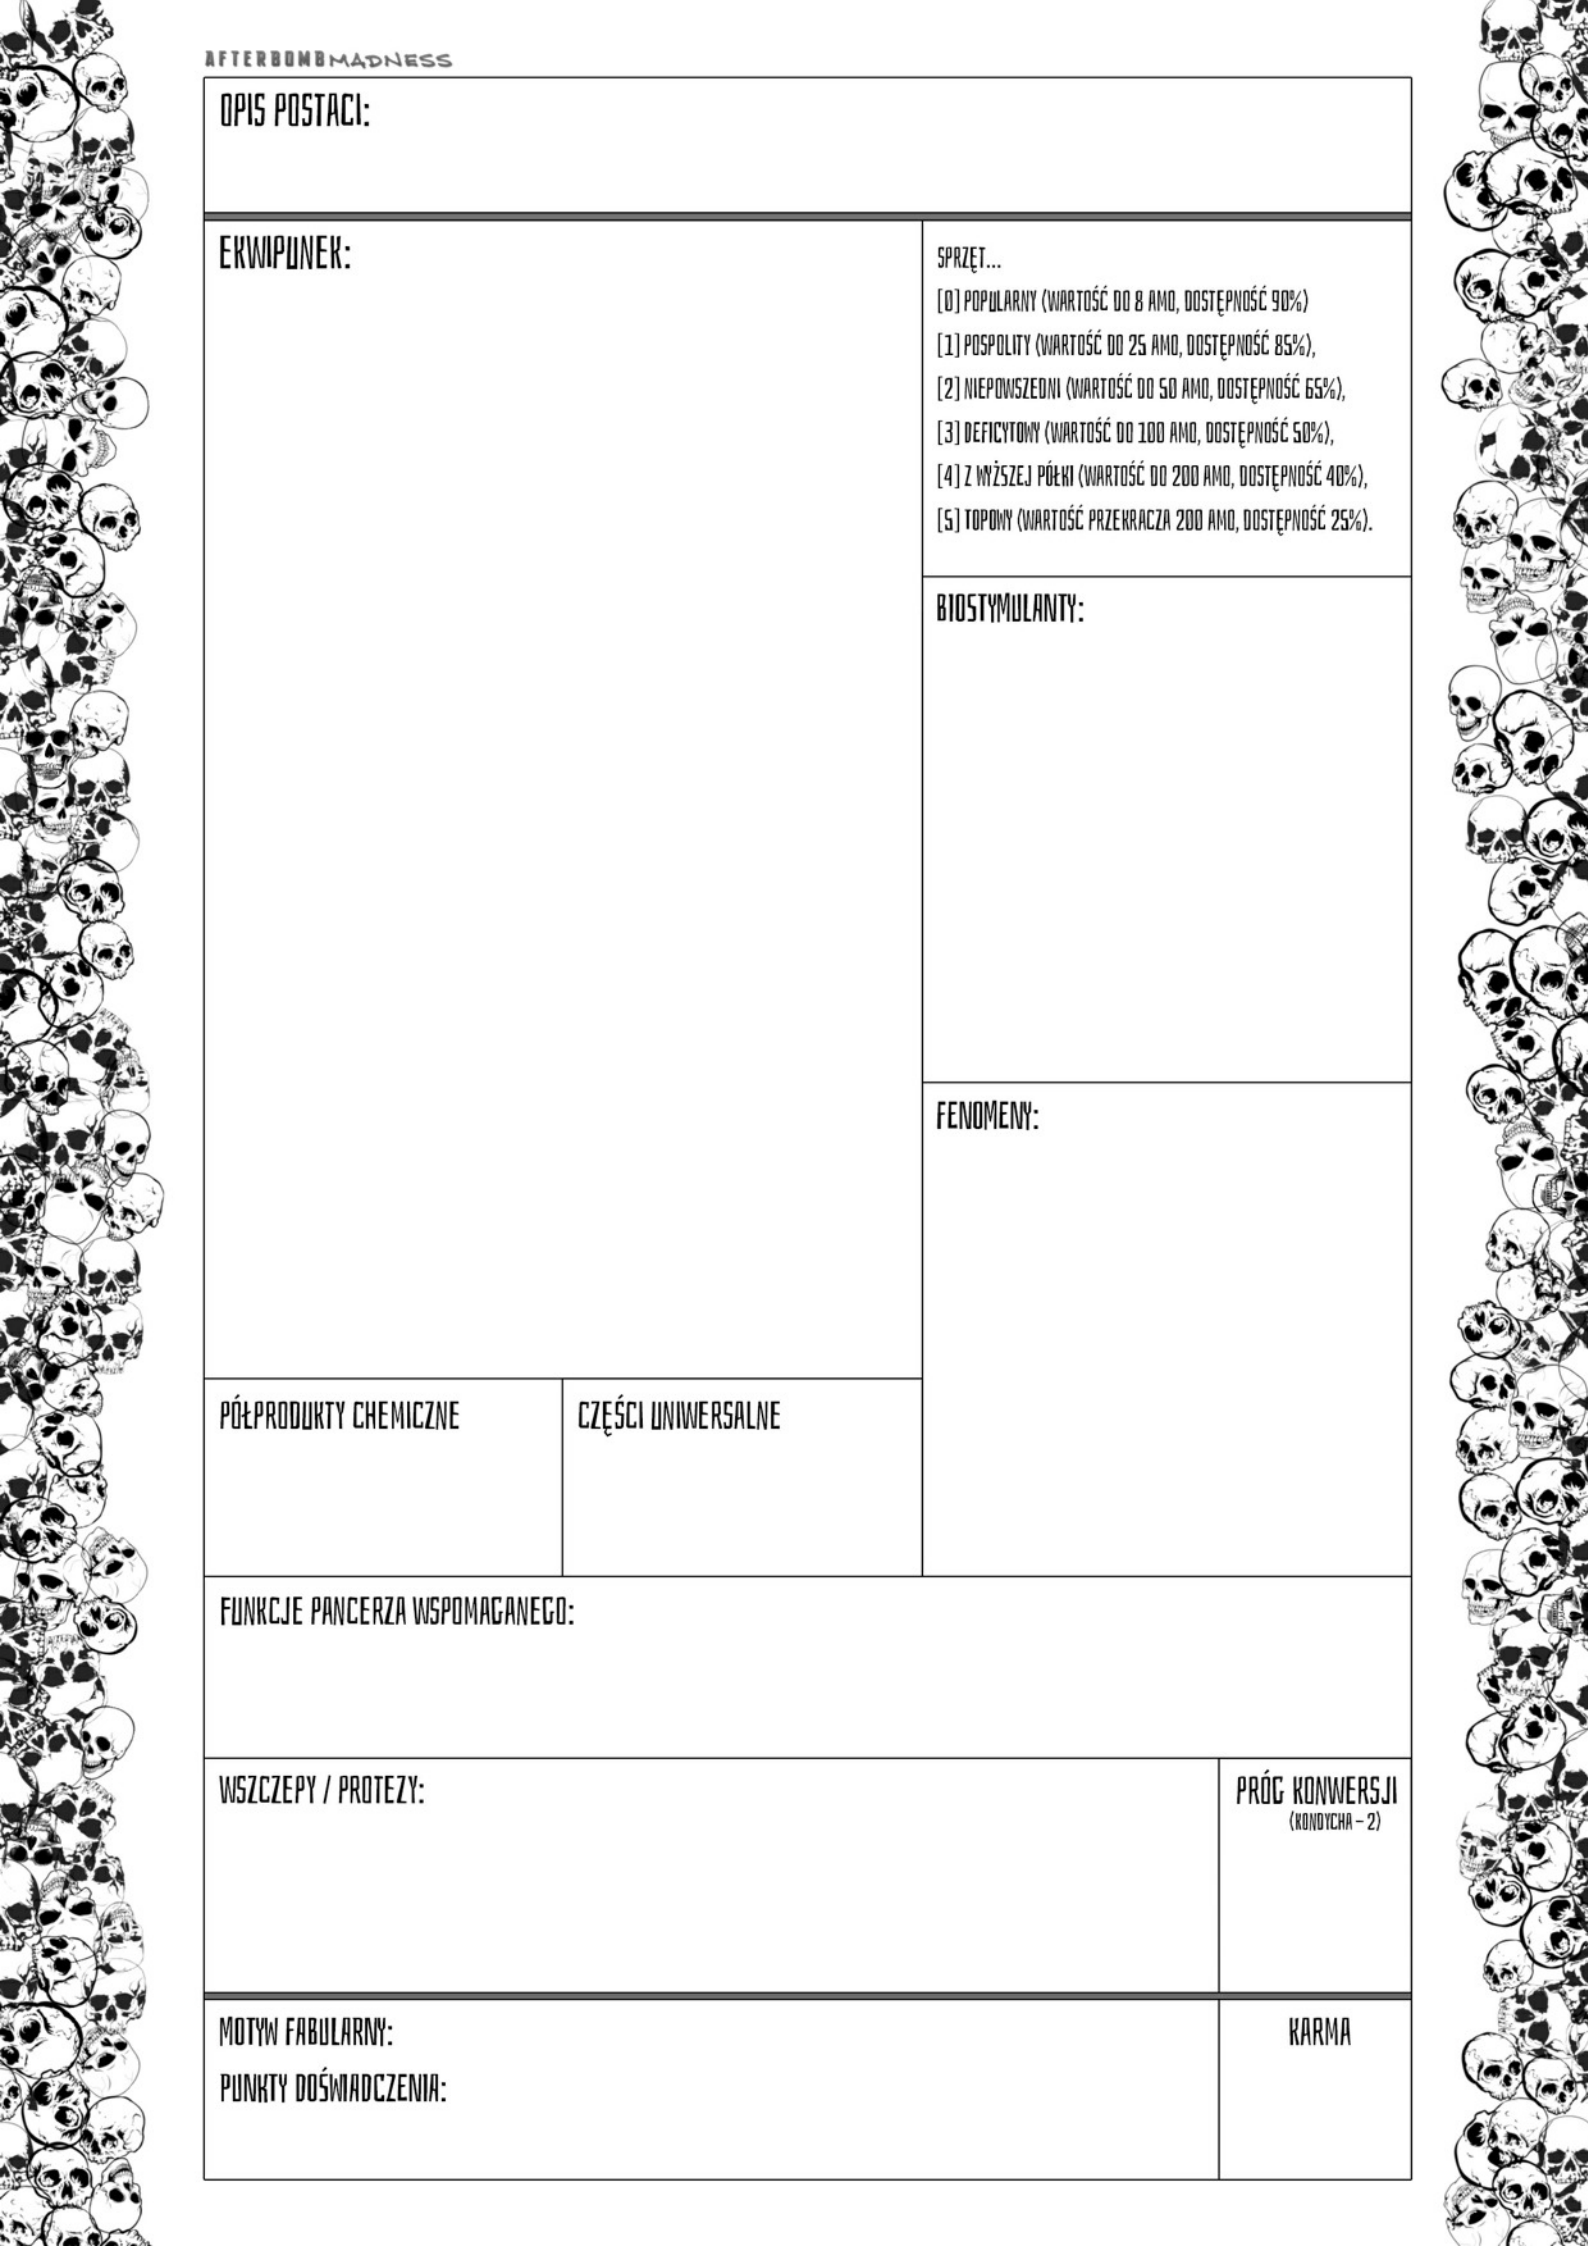 AFTERBOMB MADNESS
OPIS POSTACI:
EKWIPUNEK:
SPRZĘT...
[0] POPULARNY (WARTOŚĆ DO 8 AMO, DOSTĘPNOŚĆ 90%)
[1] POSPOLITY (WARTOŚĆ DO 25 AMO, DOSTĘPNOŚĆ 85%),
[2] NIEPOWSZEDNI (WARTOŚĆ DO 50 AMO, DOSTĘPNOŚĆ 65%),
[3] DEFICYTOWY (WARTOŚĆ DO 100 AMO, DOSTĘPNOŚĆ 50%),
[4] Z WYŻSZEJ PÓŁKI (WARTOŚĆ DO 200 AMO, DOSTĘPNOŚĆ 40%),
[5] TOPOWY (WARTOŚĆ PRZEKRACZA 200 AMO, DOSTĘPNOŚĆ 25%).
BIOSTYMULANTY:
FENOMENY:
PÓŁPRODUKTY CHEMICZNE
CZĘŚCI UNIWERSALNE
FUNKCJE PANCERZA WSPOMAGANEGO:
WSZCZEPY / PROTEZY:
PRÓG KONWERSJI
(KONDYCHA – 2)
MOTYW FABULARNY:
PUNKTY DOŚWIADCZENIA:
KARMA